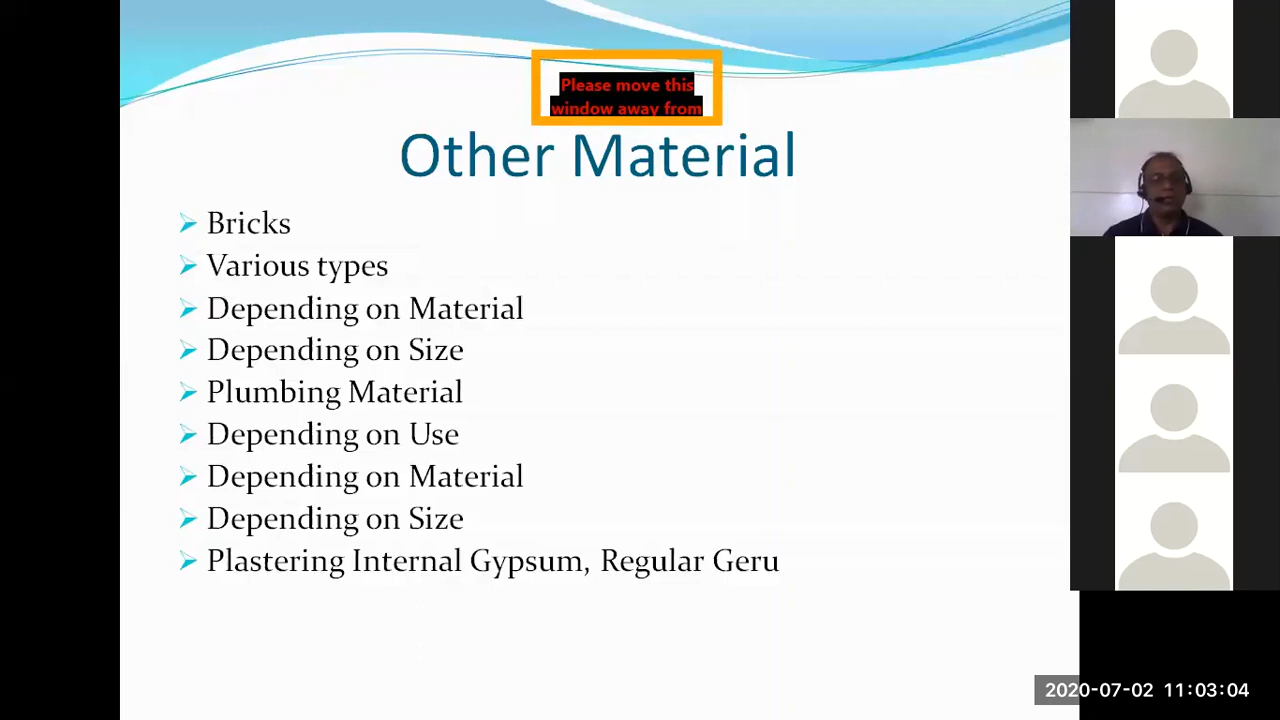 Please move this
window away from
Other Material
Bricks
Various types
Depending on Material
Depending on Size
Plumbing Material
Depending on Use
Depending on Material
Depending on Size
Plastering Internal Gypsum, Regular Geru
2020-07-02 11:03:04